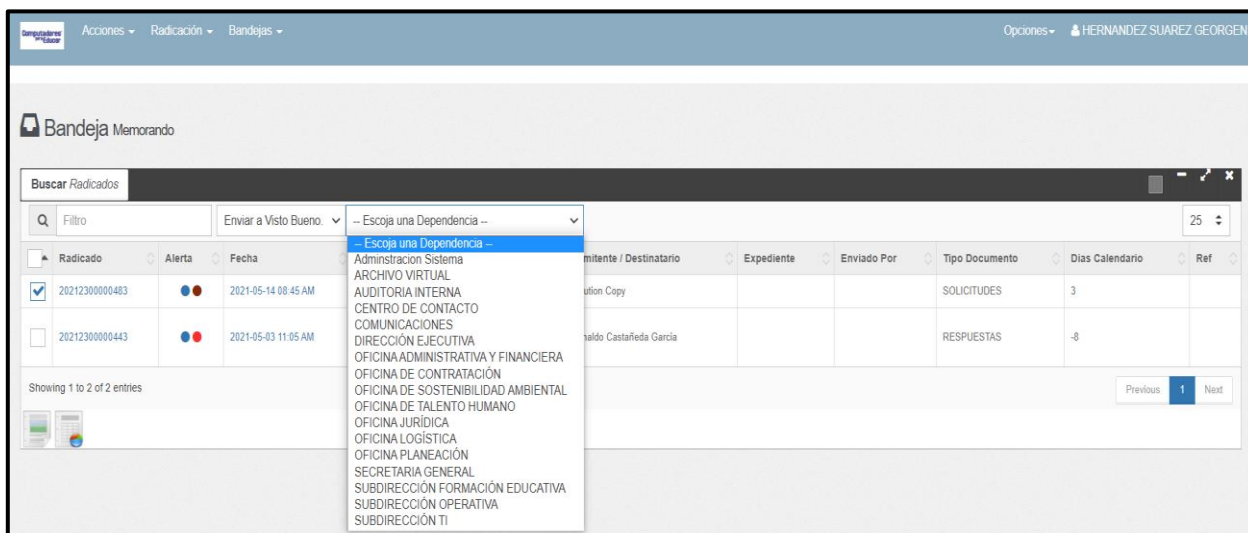 Computadores para Educar
Acciones Radicación Bandejas Opciones HERNANDEZ SUAREZ GEORGEN
Bandeja Memorando
Buscar Radicados
Filtro Enviar a Visto Bueno. -- Escoja una Dependencia -- 25
-- Escoja una Dependencia --
Adminstracion Sistema
ARCHIVO VIRTUAL
AUDITORIA INTERNA
CENTRO DE CONTACTO
COMUNICACIONES
DIRECCIÓN EJECUTIVA
OFICINA ADMINISTRATIVA Y FINANCIERA
OFICINA DE CONTRATACIÓN
OFICINA DE SOSTENIBILIDAD AMBIENTAL
OFICINA DE TALENTO HUMANO
OFICINA JURÍDICA
OFICINA LOGÍSTICA
OFICINA PLANEACIÓN
SECRETARIA GENERAL
SUBDIRECCIÓN FORMACIÓN EDUCATIVA
SUBDIRECCIÓN OPERATIVA
SUBDIRECCIÓN TI
Radicado Alerta Fecha mitente / Destinatario Expediente Enviado Por Tipo Documento Dias Calendario Ref
20212300000483 2021-05-14 08:45 AM ution Copy SOLICITUDES 3
20212300000443 2021-05-03 11:05 AM naldo Castañeda Garcia RESPUESTAS -8
Showing 1 to 2 of 2 entries Previous 1 Next